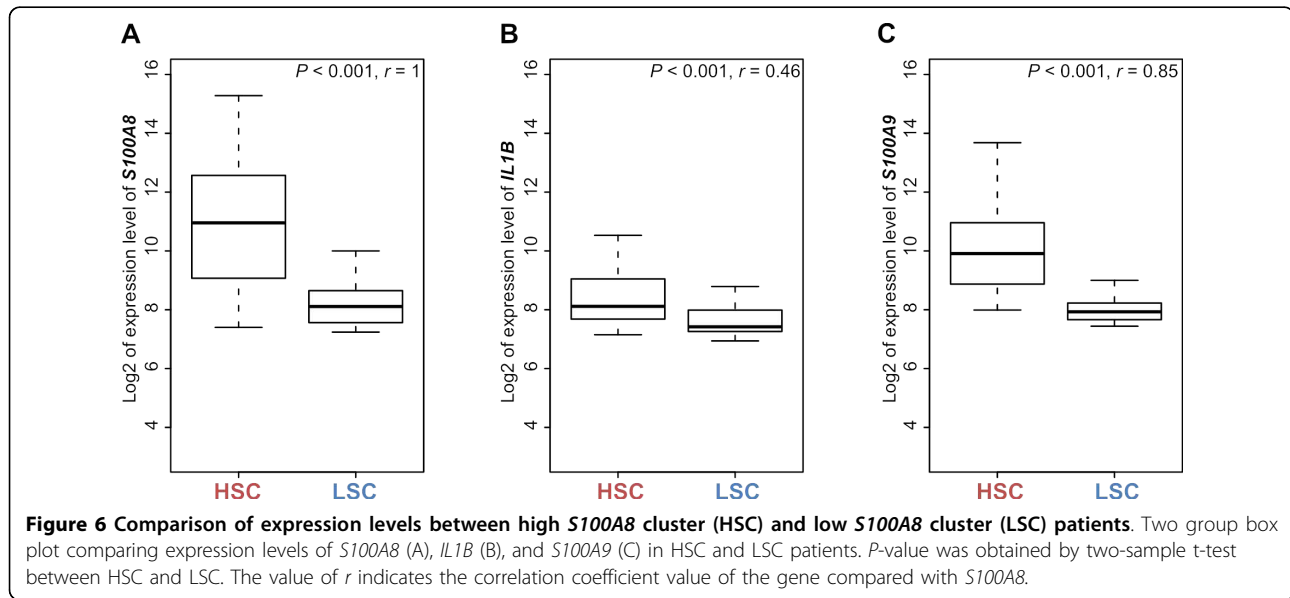 A
P < 0.001, r = 1
Log2 of expression level of S100A8
16
14
12
10
8
6
4
HSC LSC
B
P < 0.001, r = 0.46
Log2 of expression level of IL1B
16
14
12
10
8
6
4
HSC LSC
C
P < 0.001, r = 0.85
Log2 of expression level of S100A9
16
14
12
10
8
6
4
HSC LSC
Figure 6 Comparison of expression levels between high S100A8 cluster (HSC) and low S100A8 cluster (LSC) patients. Two group box
plot comparing expression levels of S100A8 (A), IL1B (B), and S100A9 (C) in HSC and LSC patients. P-value was obtained by two-sample t-test
between HSC and LSC. The value of r indicates the correlation coefficient value of the gene compared with S100A8.